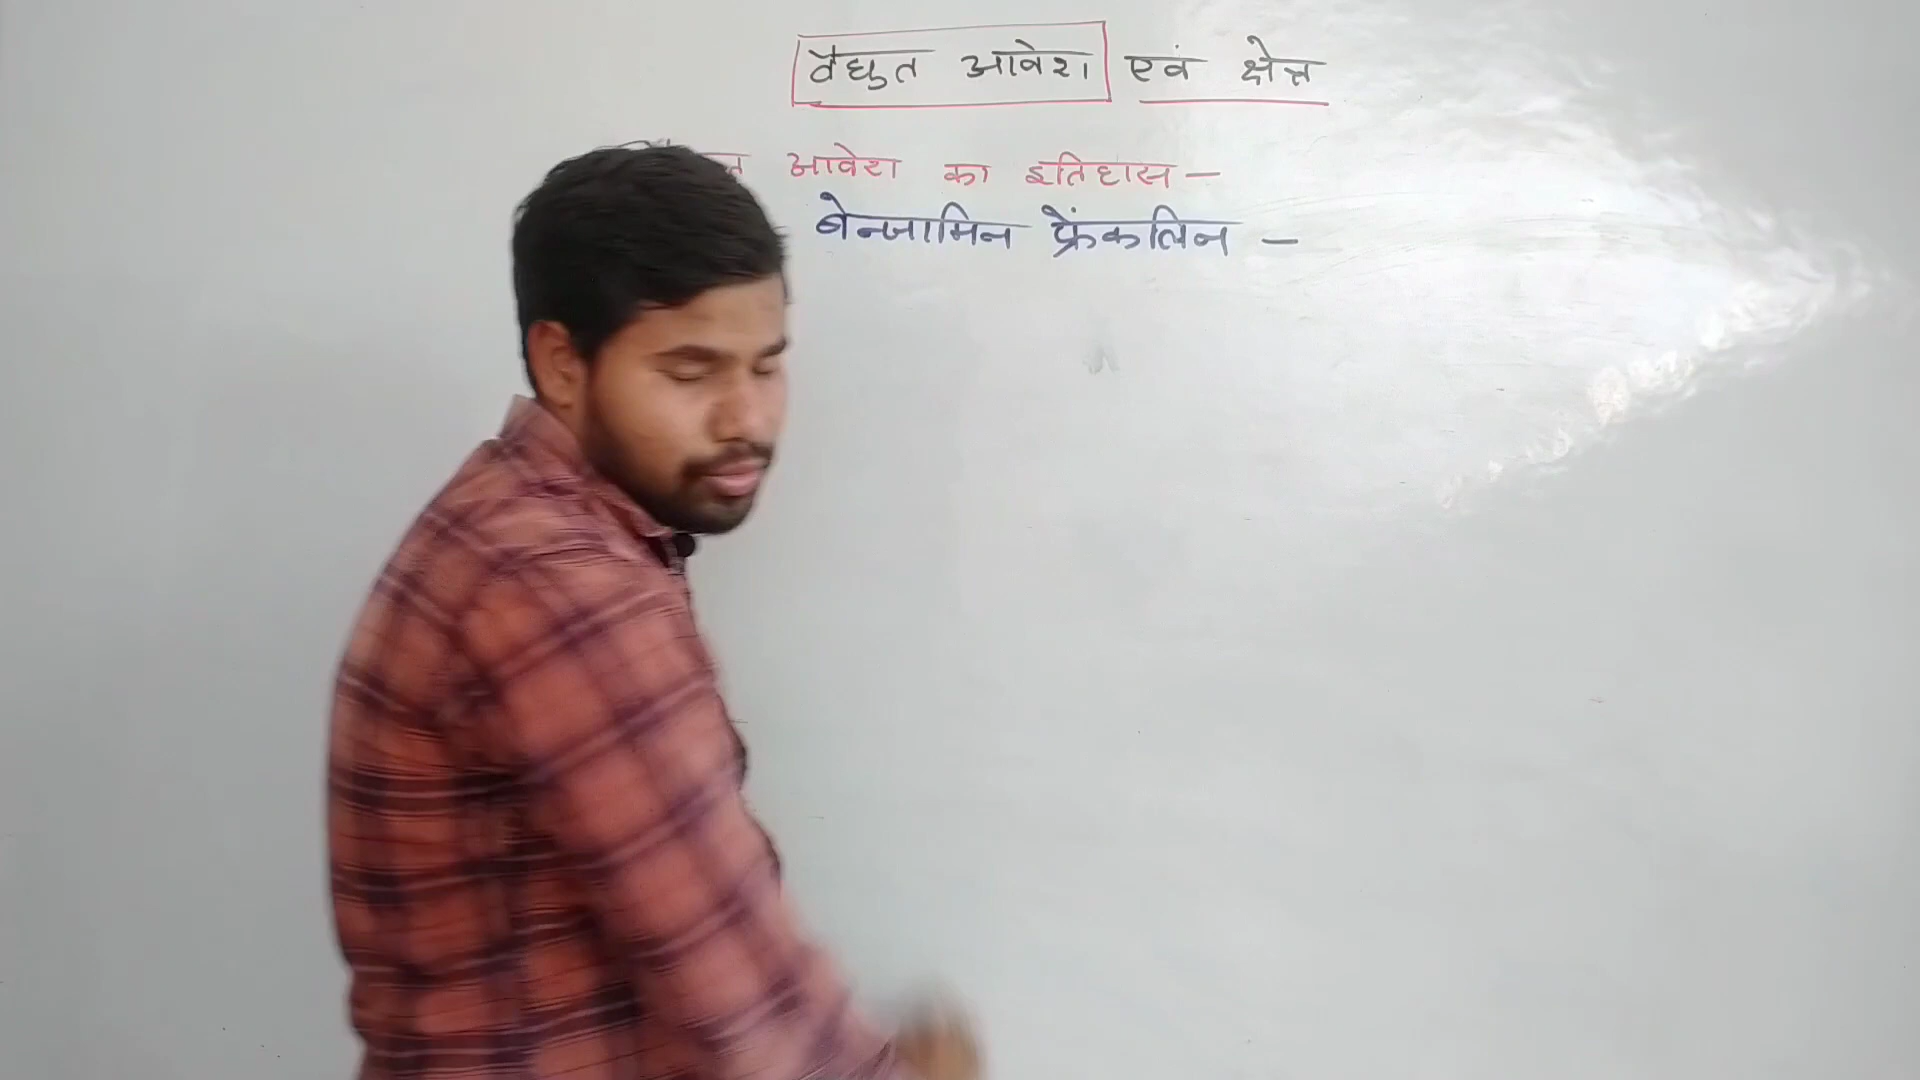 वैद्युत आवेश एवं क्षेत्र
आवेश का इतिहास —
बेन्जामिन फ्रेंकलिन —